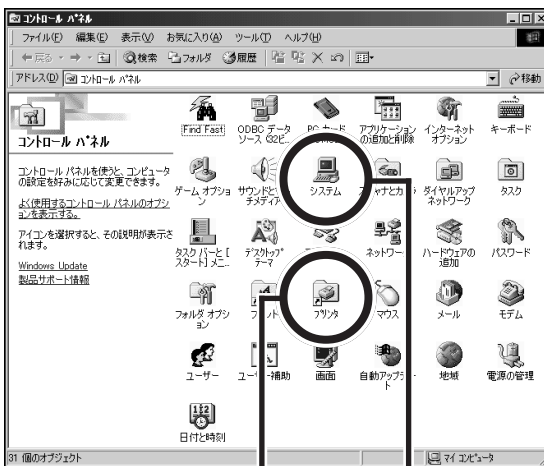 コントロール パネル
ファイル(F) 編集(E) 表示(V) お気に入り(A) ツール(T) ヘルプ(H)
戻る 検索 フォルダ 履歴
アドレス(D) コントロール パネル 移動
コントロール パネル
コントロール パネルを使うと、コンピュータ
の設定を好みに応じて変更できます。
よく使用するコントロール パネルのオプシ
ョンを表示する。
アイコンを選択すると、その説明が表示さ
れます。
Windows Update
製品サポート情報
Find Fast
ODBC データ
ソース (32ビ...
PC カード
アプリケーション
の追加と削除
インターネット
オプション
キーボード
ゲーム オプショ
ン
サウンドと
チメディア
システム
ャナとカ
ダイヤルアップ
ネットワーク
タスク
タスク バーと [
スタート] メニ...
デスクトップ
テーマ
ネットワー
ハードウェアの
追加
パスワード
フォルダ オプシ
ョン
フォント
プリンタ
マウス
メール
モデム
ユーザー
ユーザー補助
画面
自動アップデー
ト
地域
電源の管理
日付と時刻
31 個のオブジェクト
マイ コンピュータ